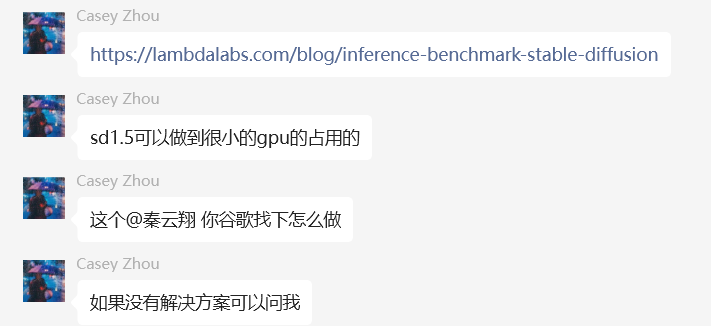 Casey Zhou
https://lambdalabs.com/blog/inference-benchmark-stable-diffusion
Casey Zhou
sd1.5可以做到很小的gpu的占用的
Casey Zhou
这个@秦云翔 你谷歌找下怎么做
Casey Zhou
如果没有解决方案可以问我